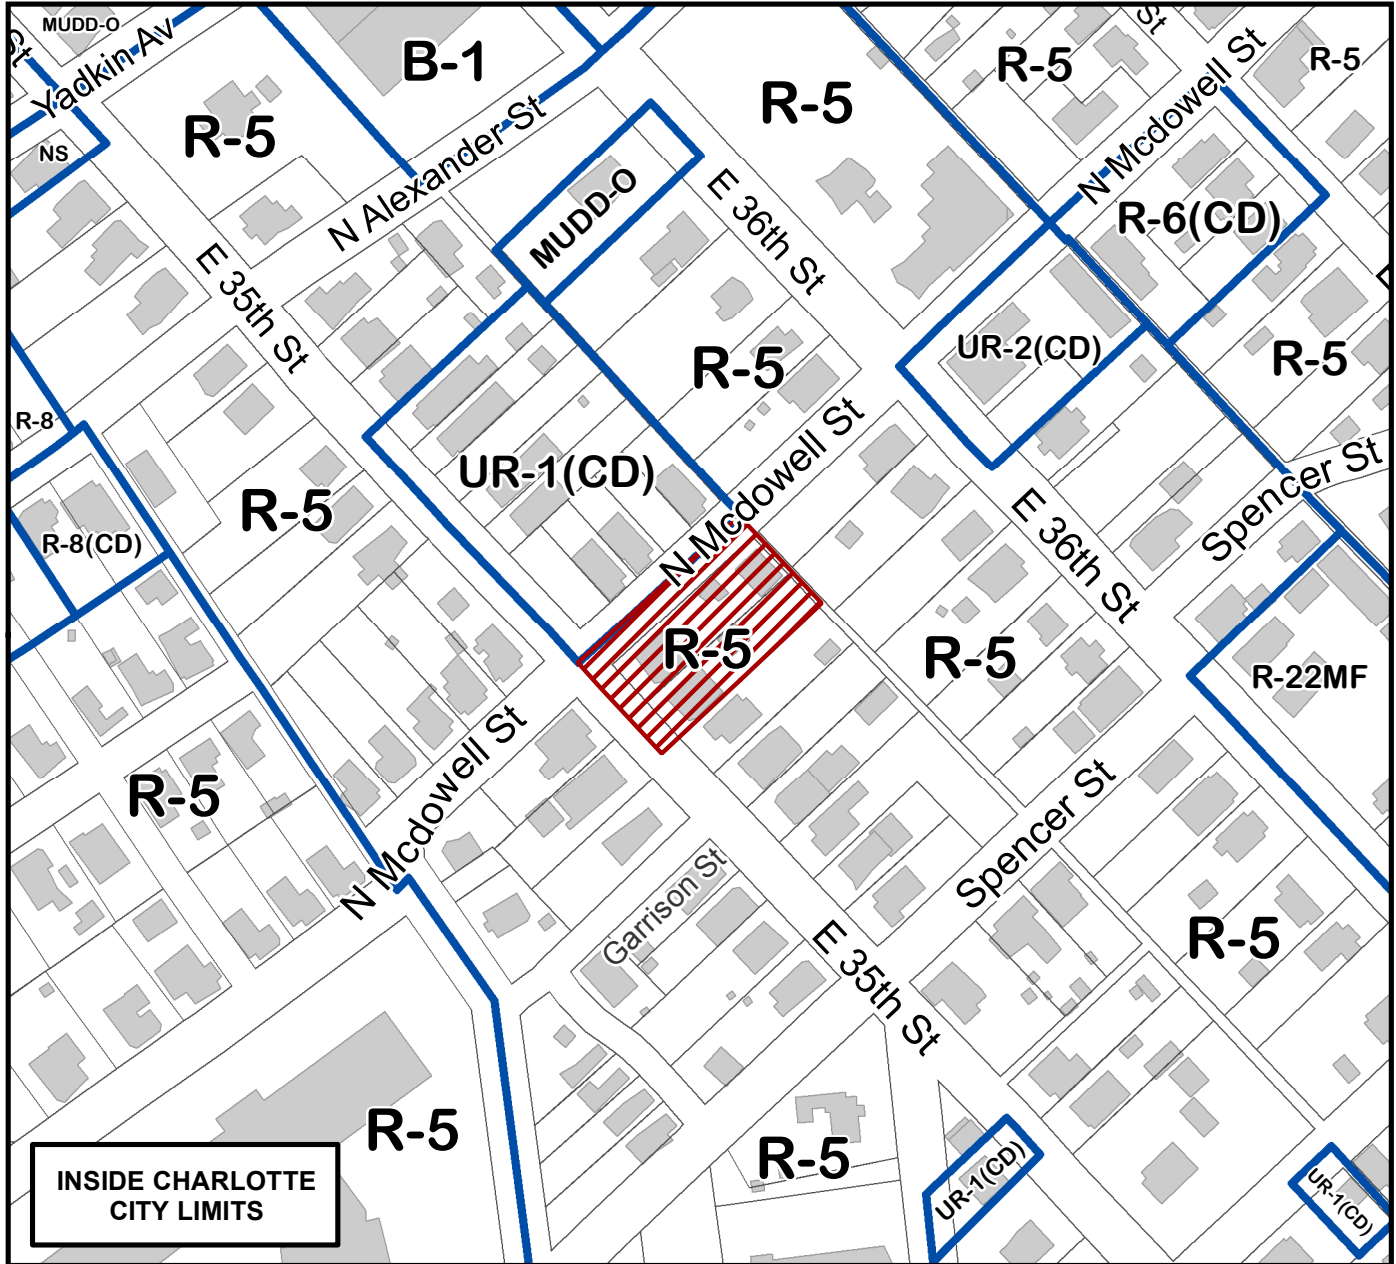 MUDD-O
St
Yadkin Av
B-1
R-5
St
N Mcdowell St
R-5
R-5
R-5
NS
N Alexander St
MUDD-O
E 36th St
R-6(CD)
E 35th St
R-5
UR-2(CD)
R-5
R-8
UR-1(CD)
R-5
N Mcdowell St
E 36th St
Spencer St
R-8(CD)
R-5
R-5
R-22MF
R-5
N Mcdowell St
Spencer St
Garrison St
E 35th St
R-5
R-5
R-5
UR-1(CD)
UR-1(CD)
INSIDE CHARLOTTE
CITY LIMITS